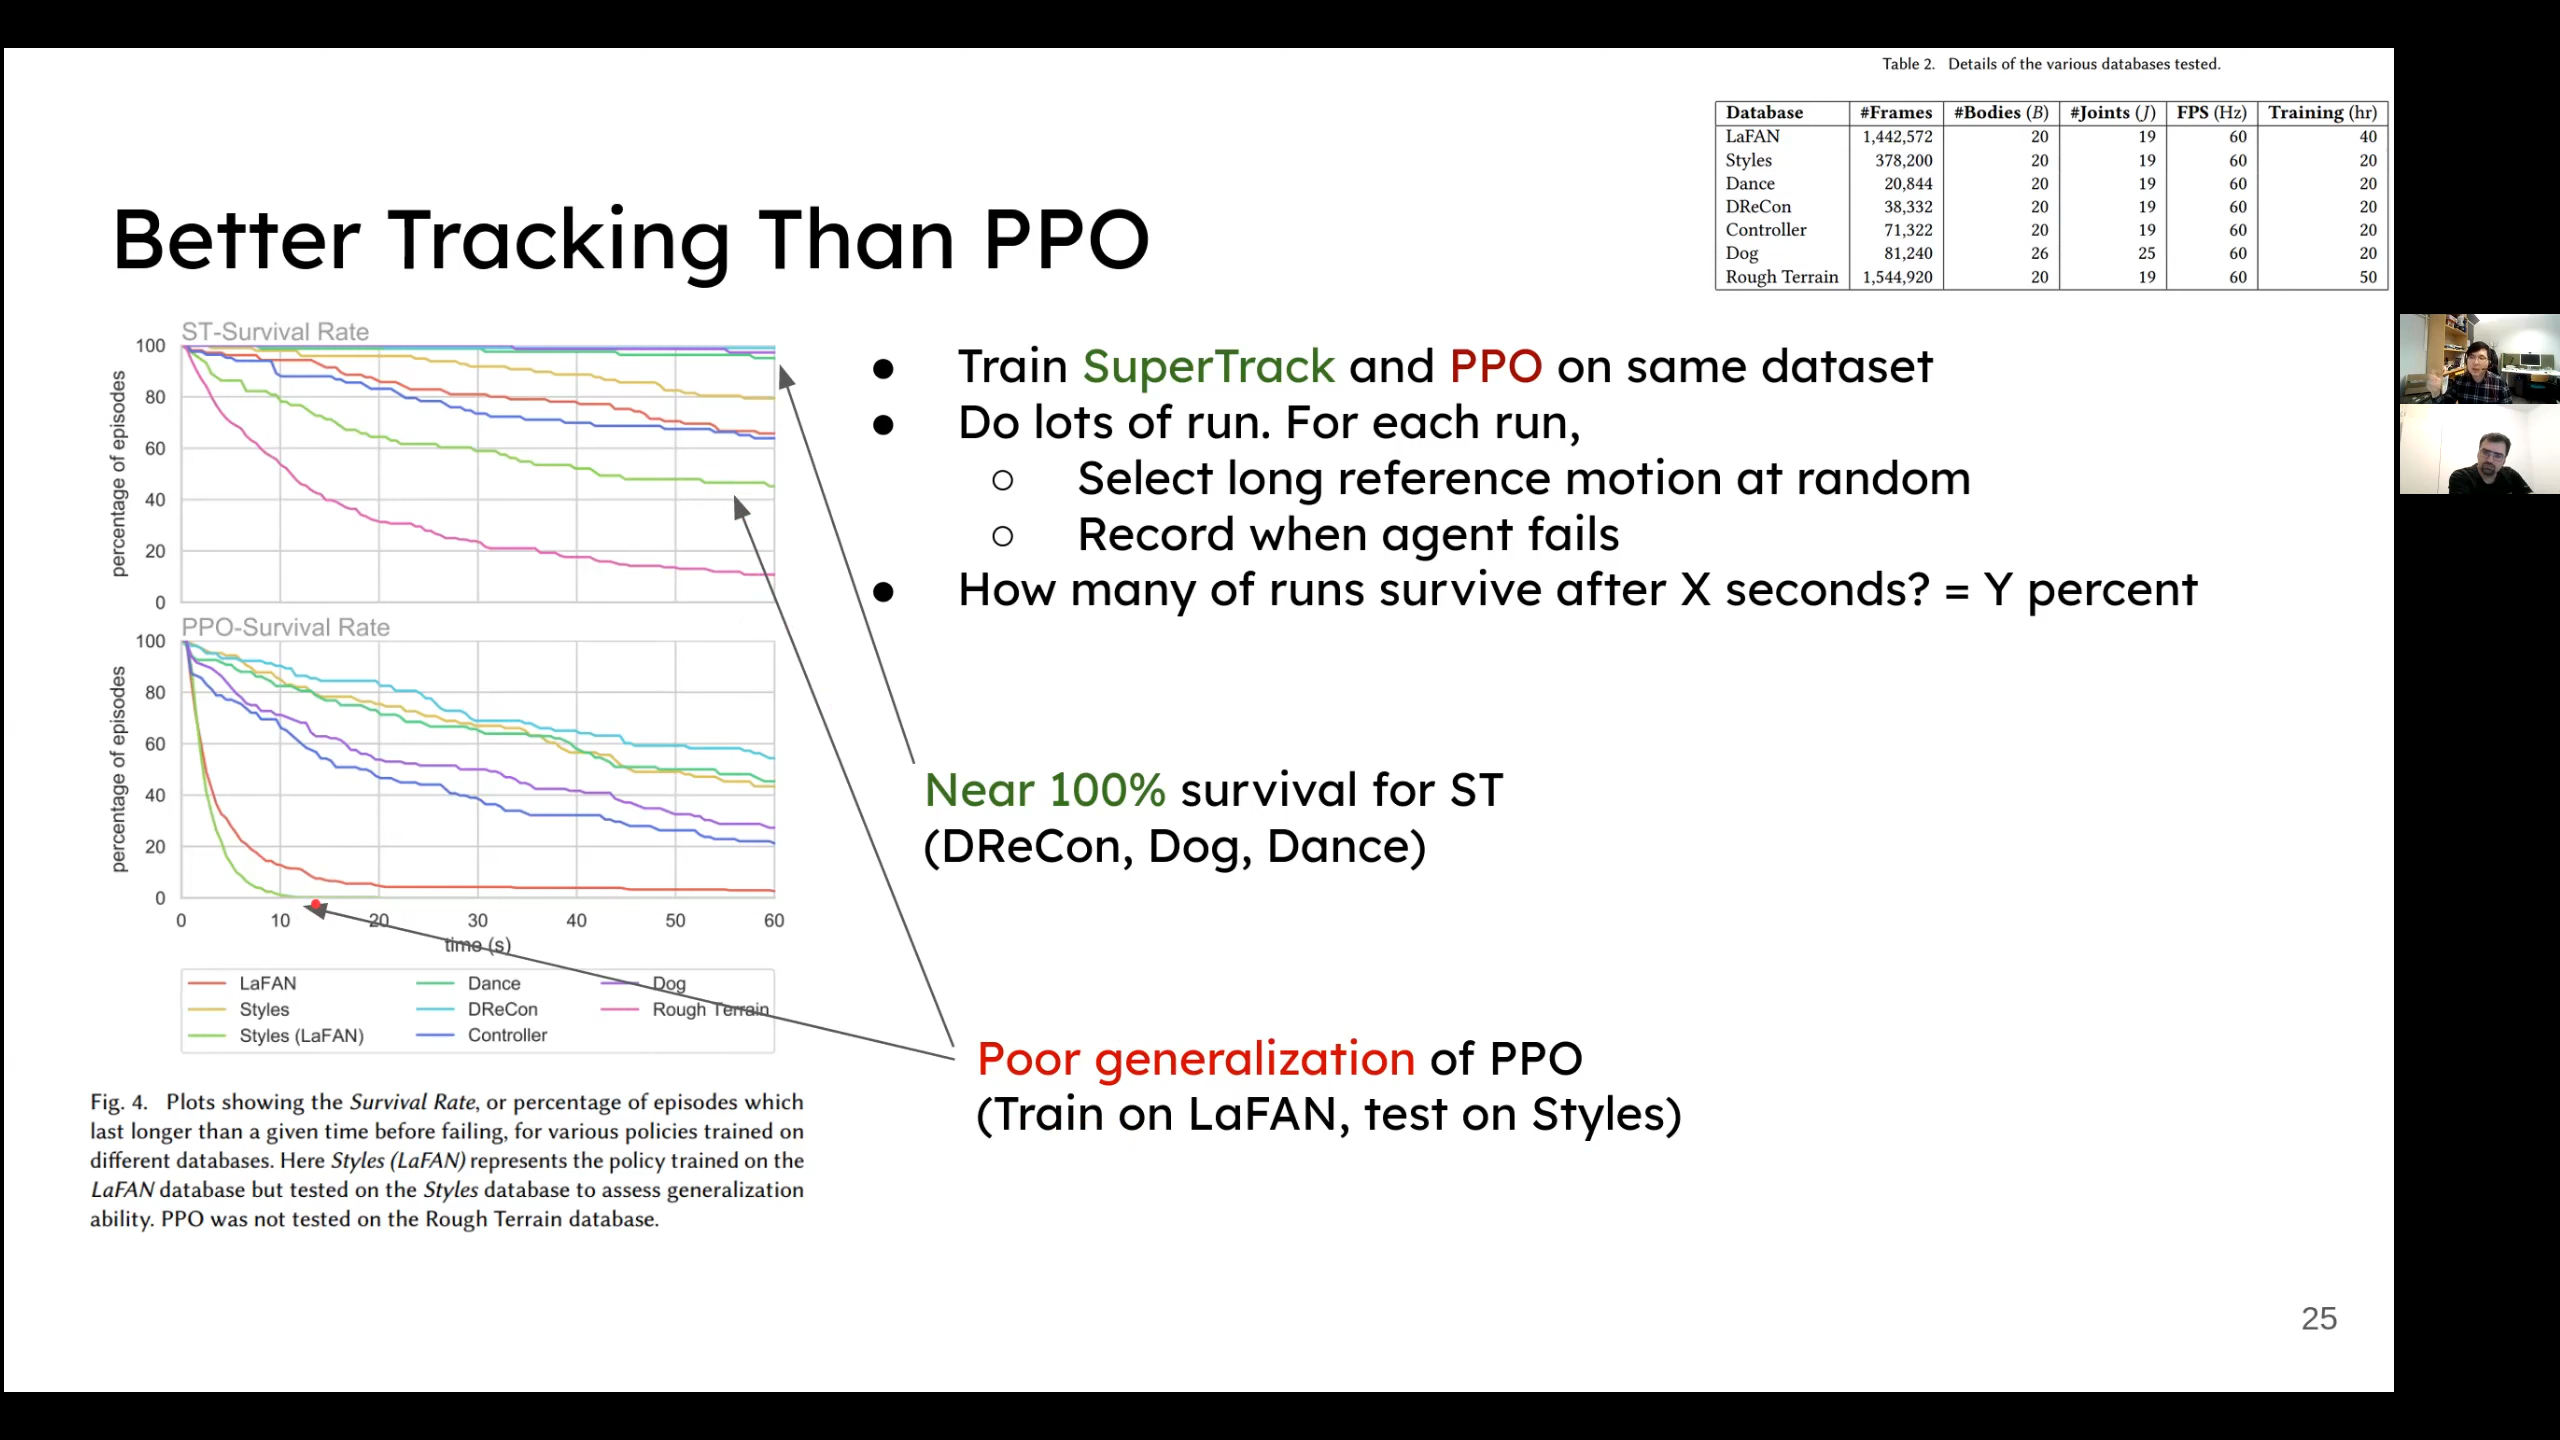 Table 2. Details of the various databases tested.
Database #Frames #Bodies (B) #Joints (J) FPS (Hz) Training (hr)
LaFAN 1,442,572 20 19 60 40
Styles 378,200 20 19 60 20
Dance 20,844 20 19 60 20
DReCon 38,332 20 19 60 20
Controller 71,322 20 19 60 20
Dog 81,240 26 25 60 20
Rough Terrain 1,544,920 20 19 60 50
Better Tracking Than PPO
ST-Survival Rate
percentage of episodes
100
80
60
40
20
0
PPO-Survival Rate
percentage of episodes
100
80
60
40
20
0
0 10 20 30 40 50 60
time (s)
LaFAN Dance Dog
Styles DReCon Rough Terrain
Styles (LaFAN) Controller
Fig. 4. Plots showing the Survival Rate, or percentage of episodes which
last longer than a given time before failing, for various policies trained on
different databases. Here Styles (LaFAN) represents the policy trained on the
LaFAN database but tested on the Styles database to assess generalization
ability. PPO was not tested on the Rough Terrain database.
● Train SuperTrack and PPO on same dataset
● Do lots of run. For each run,
○ Select long reference motion at random
○ Record when agent fails
● How many of runs survive after X seconds? = Y percent
Near 100% survival for ST
(DReCon, Dog, Dance)
Poor generalization of PPO
(Train on LaFAN, test on Styles)
25